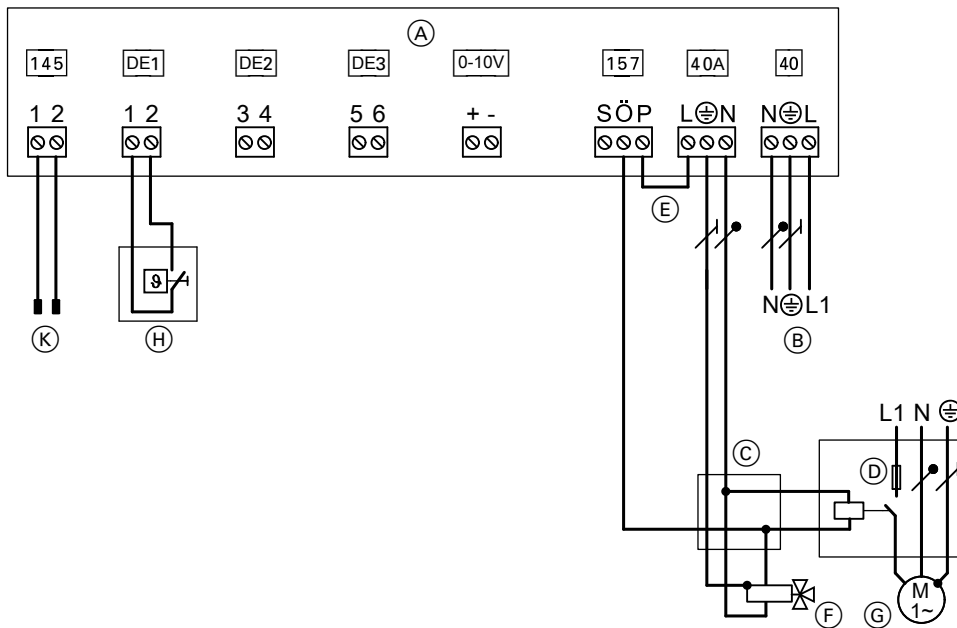 A
145 DE1 DE2 DE3 0-10V 157 40A 40
1 2 1 2 3 4 5 6 + - S Ö P L N N L
E
ϑ
N L1
K H B
L1 N
C D
M
1~
F G